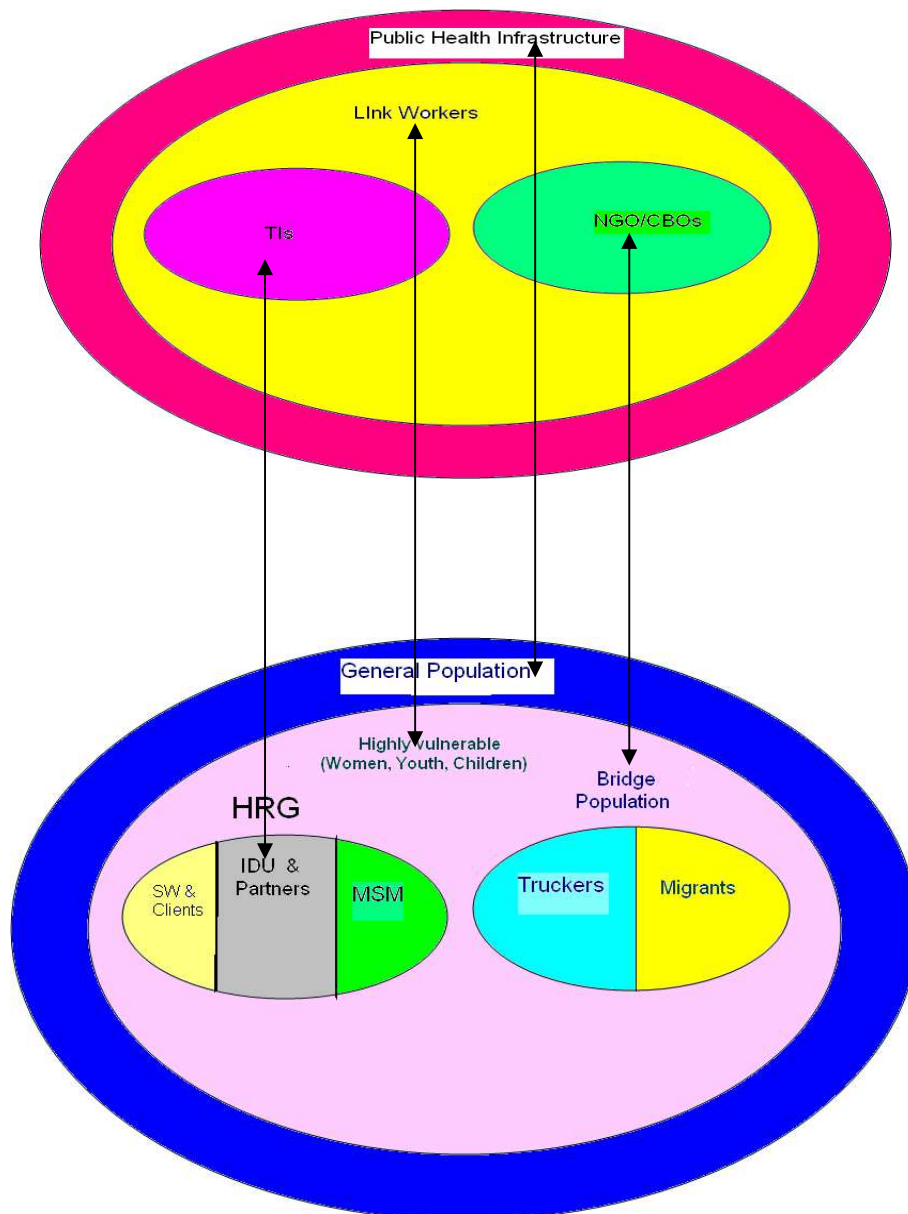 Public Health Infrastructure
LInk Workers
TIs
NGO/CBOs
General Population
Highly vulnerable
(Women, Youth, Children)
Bridge
Population
HRG
SW &
Clients
IDU &
Partners
MSM
Truckers
Migrants